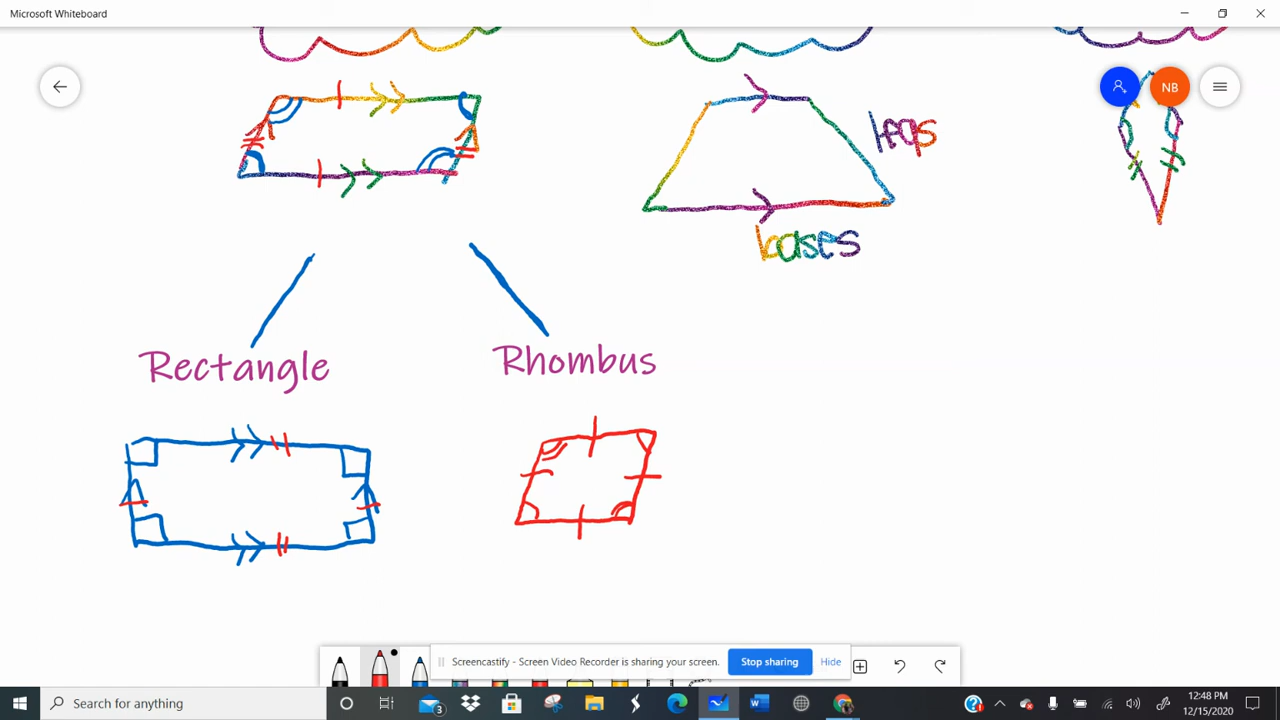 Microsoft Whiteboard
NB
legs
bases
Rectangle
Rhombus
Screencastify - Screen Video Recorder is sharing your screen.
Stop sharing
Hide
Search for anything
3
W
12:48 PM
12/15/2020